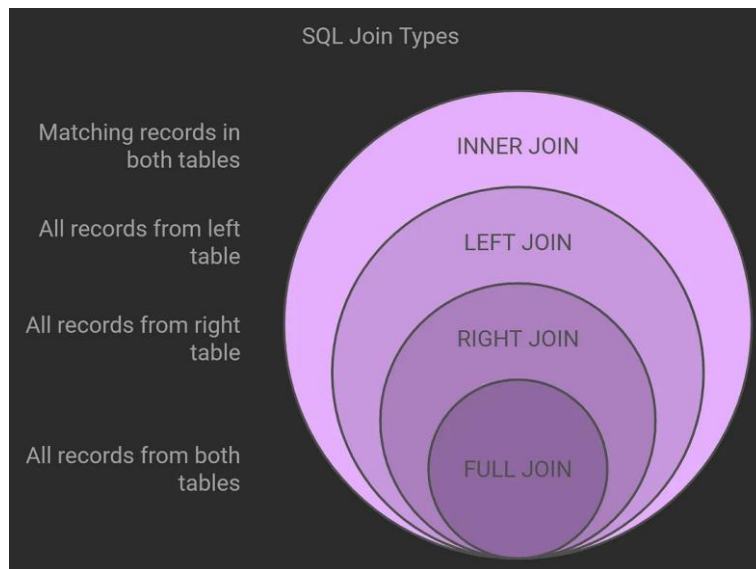 SQL Join Types
Matching records in
both tables
INNER JOIN
All records from left
table
LEFT JOIN
All records from right
table
RIGHT JOIN
All records from both
tables
FULL JOIN